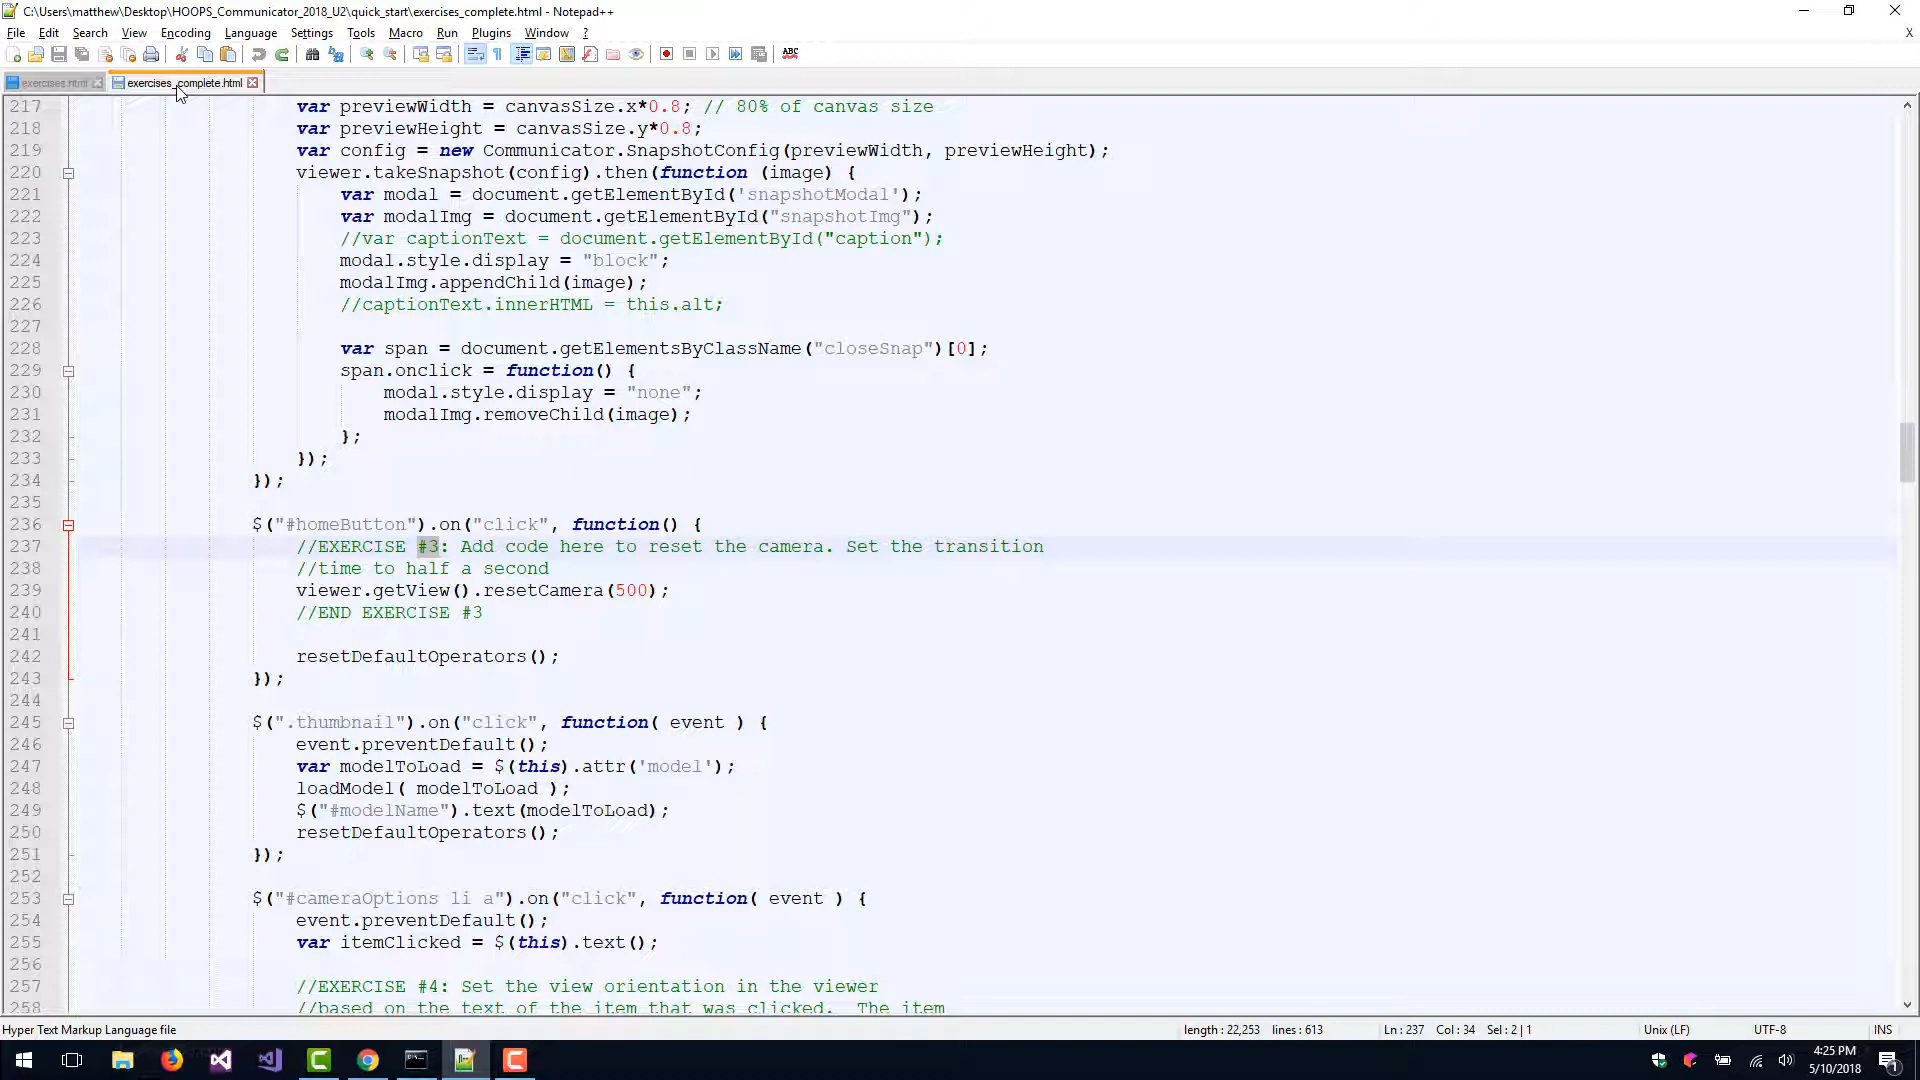 C:\Users\matthew\Desktop\HOOPS_Communicator_2018_U2\quick_start\exercises_complete.html - Notepad++
File Edit Search View Encoding Language Settings Tools Macro Run Plugins Window ? X
exercises.html exercises_complete.html
217 var previewWidth = canvasSize.x*0.8; // 80% of canvas size
218 var previewHeight = canvasSize.y*0.8;
219 var config = new Communicator.SnapshotConfig(previewWidth, previewHeight);
220 viewer.takeSnapshot(config).then(function (image) {
221 var modal = document.getElementById('snapshotModal');
222 var modalImg = document.getElementById("snapshotImg");
223 //var captionText = document.getElementById("caption");
224 modal.style.display = "block";
225 modalImg.appendChild(image);
226 //captionText.innerHTML = this.alt;
227
228 var span = document.getElementsByClassName("closeSnap")[0];
229 span.onclick = function() {
230 modal.style.display = "none";
231 modalImg.removeChild(image);
232 };
233 });
234 });
235
236 $("#homeButton").on("click", function() {
237 //EXERCISE #3: Add code here to reset the camera. Set the transition
238 //time to half a second
239 viewer.getView().resetCamera(500);
240 //END EXERCISE #3
241
242 resetDefaultOperators();
243 });
244
245 $(".thumbnail").on("click", function( event ) {
246 event.preventDefault();
247 var modelToLoad = $(this).attr('model');
248 loadModel( modelToLoad );
249 $("#modelName").text(modelToLoad);
250 resetDefaultOperators();
251 });
252
253 $("#cameraOptions li a").on("click", function( event ) {
254 event.preventDefault();
255 var itemClicked = $(this).text();
256
257 //EXERCISE #4: Set the view orientation in the viewer
258 //based on the text of the item that was clicked. The item
Hyper Text Markup Language file length : 22,253 lines : 613 Ln : 237 Col : 34 Sel : 2 | 1 Unix (LF) UTF-8 INS
4:25 PM
5/10/2018